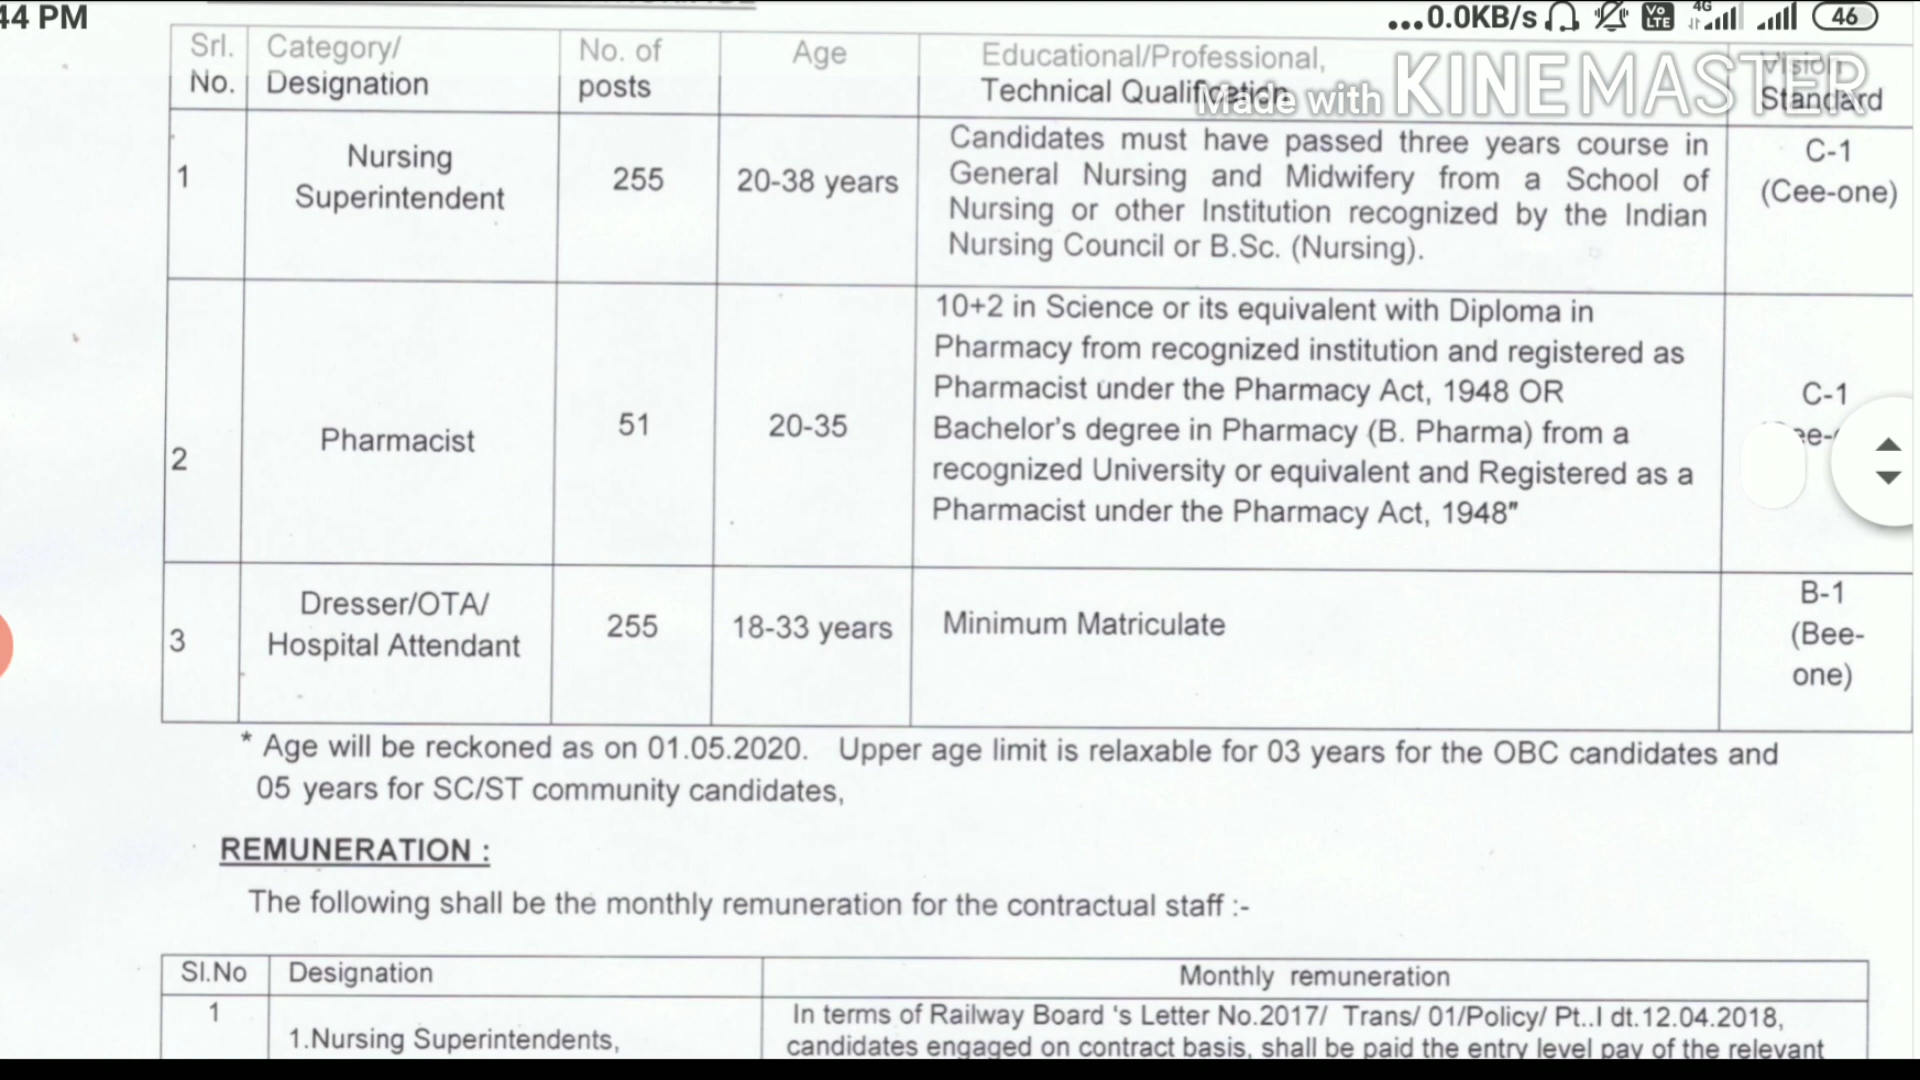 44 PM
...0.0KB/s Vo LTE 4G 46
Made with KINEMASTER
Srl. No. Category/ Designation No. of posts Age Educational/Professional, Technical Qualification Vision Standard
1 Nursing Superintendent 255 20-38 years Candidates must have passed three years course in
General Nursing and Midwifery from a School of
Nursing or other Institution recognized by the Indian
Nursing Council or B.Sc. (Nursing).
C-1
(Cee-one)
2 Pharmacist 51 20-35 10+2 in Science or its equivalent with Diploma in
Pharmacy from recognized institution and registered as
Pharmacist under the Pharmacy Act, 1948 OR
Bachelor's degree in Pharmacy (B. Pharma) from a
recognized University or equivalent and Registered as a
Pharmacist under the Pharmacy Act, 1948"
C-1
3 Dresser/OTA/ Hospital Attendant 255 18-33 years Minimum Matriculate
B-1
(Bee-
one)
* Age will be reckoned as on 01.05.2020. Upper age limit is relaxable for 03 years for the OBC candidates and
05 years for SC/ST community candidates,
REMUNERATION :
The following shall be the monthly remuneration for the contractual staff :-
Sl.No Designation Monthly remuneration
1 1.Nursing Superintendents, In terms of Railway Board 's Letter No.2017/ Trans/ 01/Policy/ Pt..I dt.12.04.2018,
candidates engaged on contract basis, shall be paid the entry level pay of the relevant